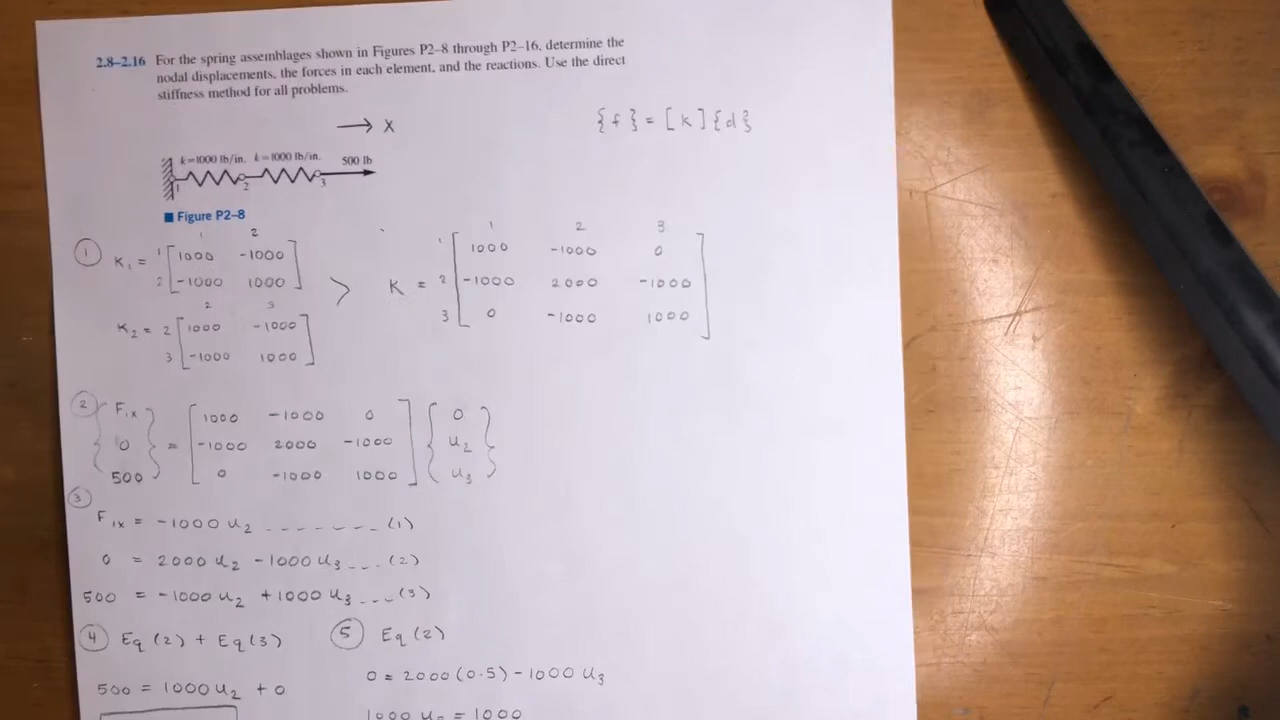 2.8–2.16 For the spring assemblages shown in Figures P2–8 through P2–16, determine the
nodal displacements, the forces in each element, and the reactions. Use the direct
stiffness method for all problems.
{f} = [k]{d}
→ X
k = 1000 lb/in. k = 1000 lb/in. 500 lb
1 2 3
■ Figure P2–8
1 2
① K₁ = 1 [1000 -1000
2 -1000 1000]
2 3
K₂ = 2 [1000 -1000
3 -1000 1000]
>
1 2 3
1 [1000 -1000 0
K = 2 -1000 2000 -1000
3 0 -1000 1000]
② {F₁ₓ [1000 -1000 0 {0
0 = -1000 2000 -1000 u₂
500} 0 -1000 1000] u₃}
③
F₁ₓ = -1000 u₂ ------- (1)
0 = 2000 u₂ - 1000 u₃ --- (2)
500 = -1000 u₂ + 1000 u₃ --- (3)
④ Eq (2) + Eq (3)
500 = 1000 u₂ + 0
⑤ Eq (2)
0 = 2000 (0.5) - 1000 u₃
1000 u₃ = 1000